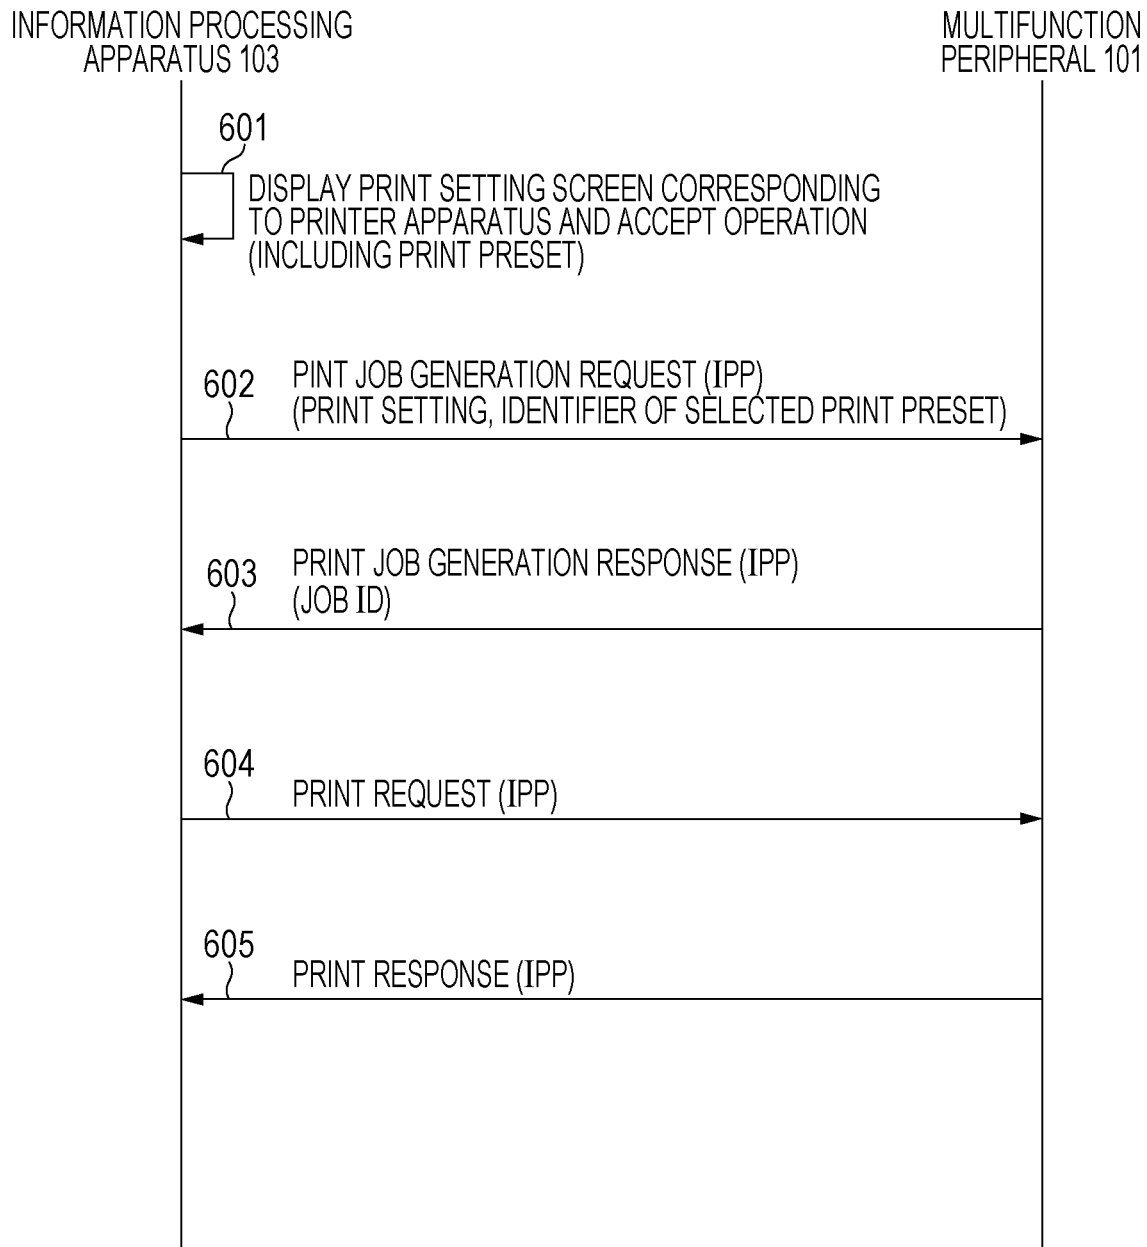 INFORMATION PROCESSING
APPARATUS 103
MULTIFUNCTION
PERIPHERAL 101
601
DISPLAY PRINT SETTING SCREEN CORRESPONDING
TO PRINTER APPARATUS AND ACCEPT OPERATION
(INCLUDING PRINT PRESET)
602
PINT JOB GENERATION REQUEST (IPP)
(PRINT SETTING, IDENTIFIER OF SELECTED PRINT PRESET)
603
PRINT JOB GENERATION RESPONSE (IPP)
(JOB ID)
604
PRINT REQUEST (IPP)
605
PRINT RESPONSE (IPP)